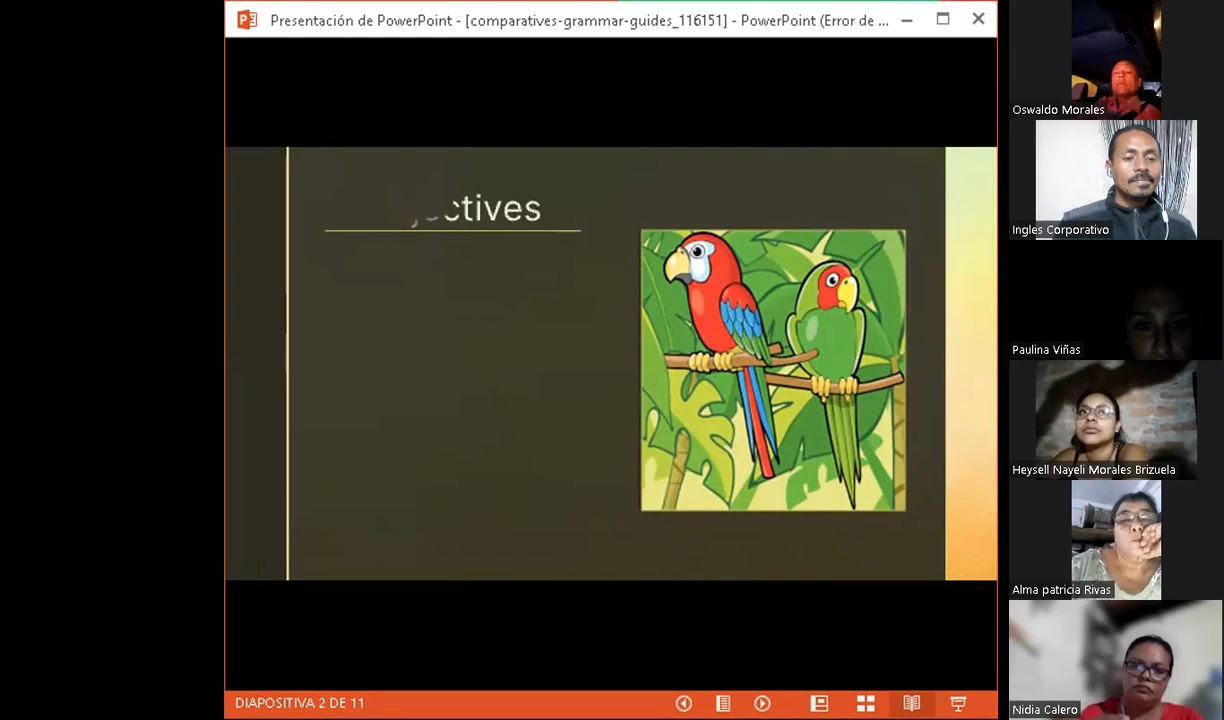 Presentación de PowerPoint - [comparatives-grammar-guides_116151] - PowerPoint (Error de ...
ctives
DIAPOSITIVA 2 DE 11
Oswaldo Morales
Ingles Corporativo
Paulina Viñas
Heysell Nayeli Morales Brizuela
Alma patricia Rivas
Nidia Calero